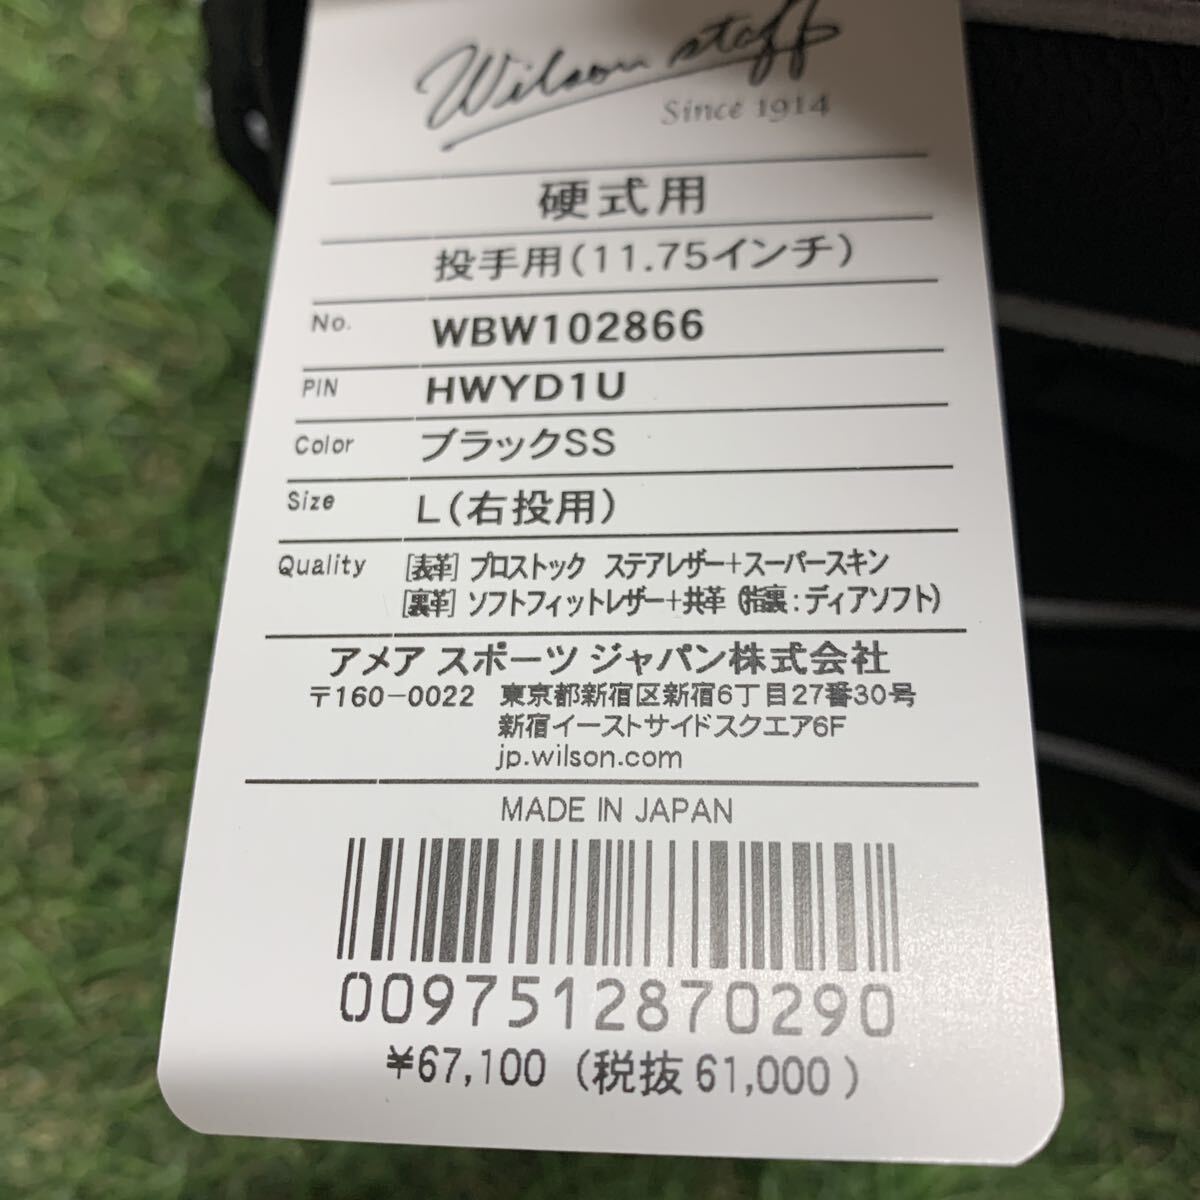 Wilson staff
Since 1914
硬式用
投手用(11.75インチ)
No. WBW102866
PIN HWYD1U
Color ブラックSS
Size L(右投用)
Quality [表革] プロストック ステアレザー+スーパースキン
[裏革] ソフトフィットレザー+共革 (指裏:ディアソフト)
アメア スポーツ ジャパン株式会社
〒160-0022 東京都新宿区新宿6丁目27番30号
新宿イーストサイドスクエア6F
jp.wilson.com
MADE IN JAPAN
0097512870290
¥67,100 (税抜 61,000)